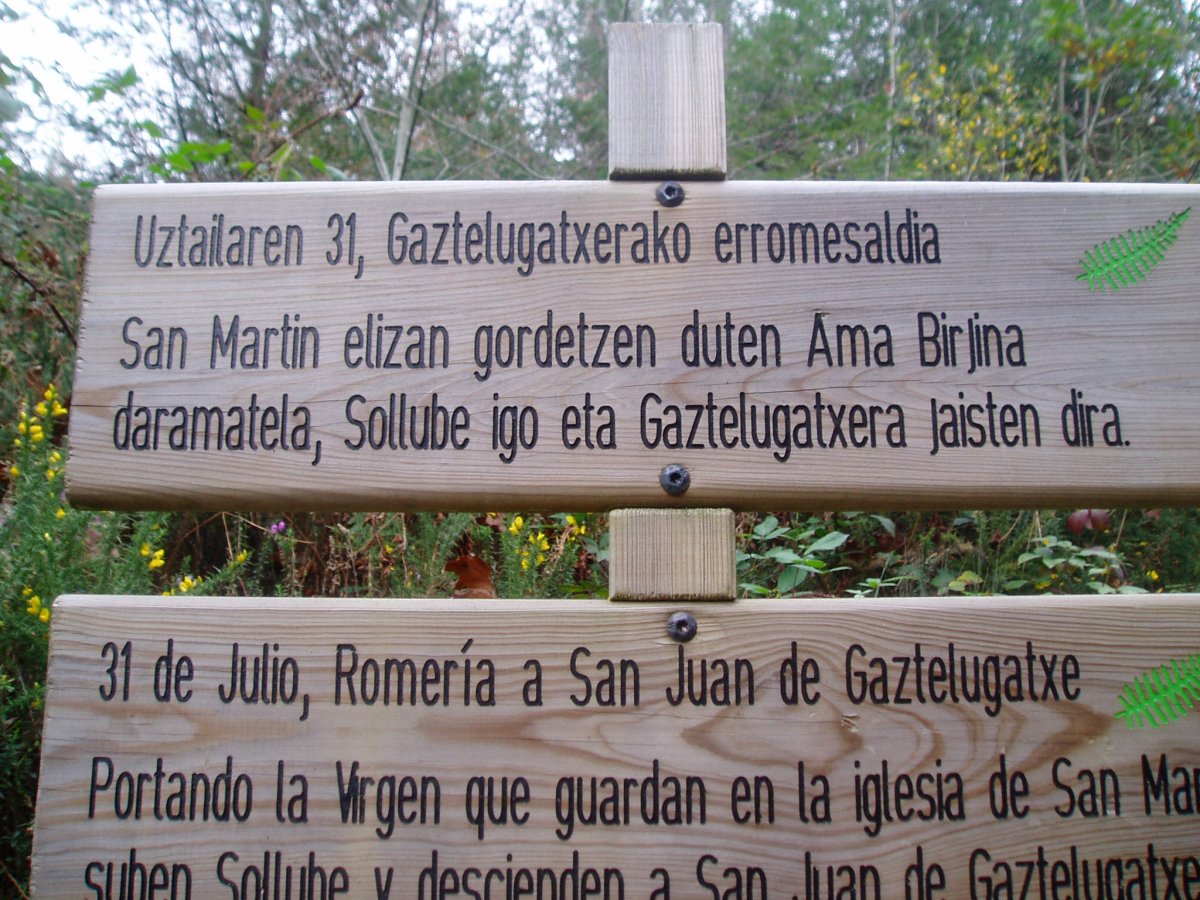 Uztailaren 31, Gaztelugatxerako erromesaldia
San Martin elizan gordetzen duten Ama Birjina
daramatela, Sollube igo eta Gaztelugatxera jaisten dira.
31 de Julio, Romería a San Juan de Gaztelugatxe
Portando la Virgen que guardan en la iglesia de San Mar
suben Sollube y descienden a San Juan de Gaztelugatxe